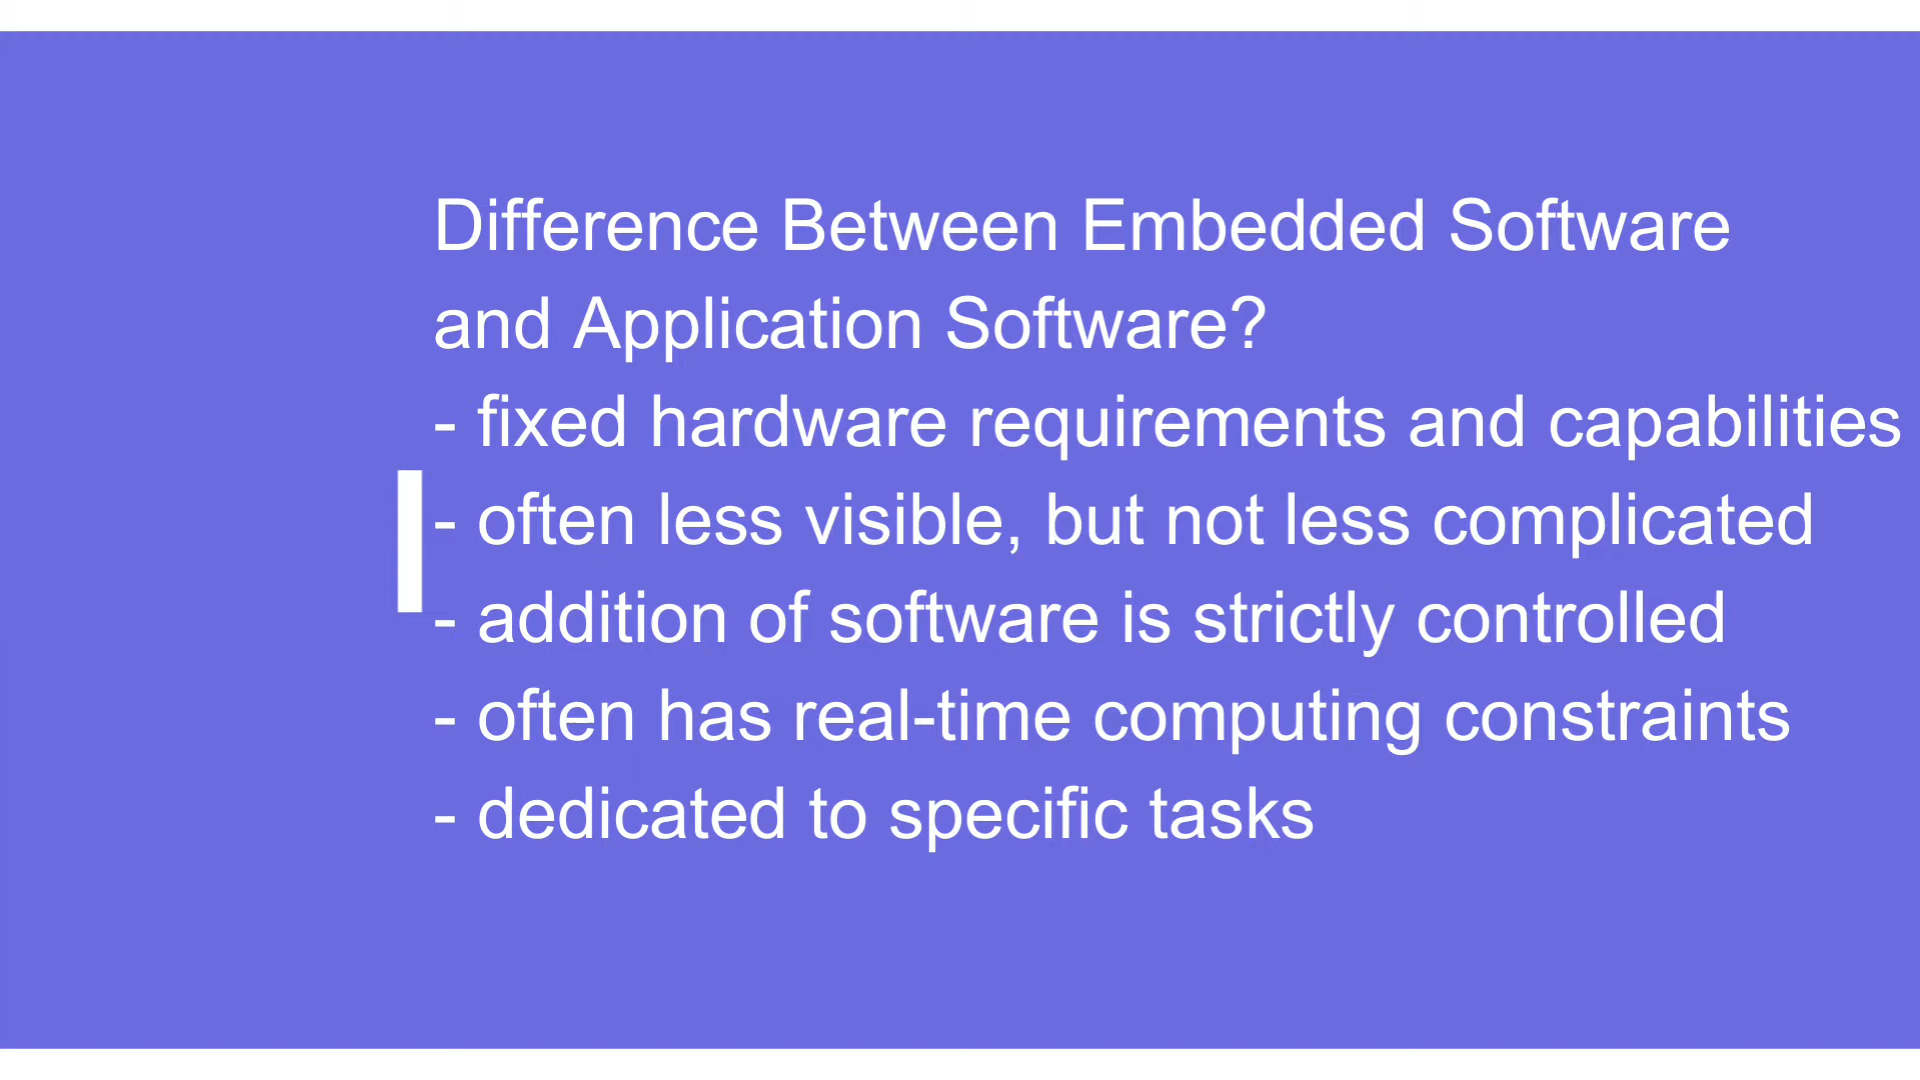 Difference Between Embedded Software
and Application Software?
- fixed hardware requirements and capabilities
- often less visible, but not less complicated
- addition of software is strictly controlled
- often has real-time computing constraints
- dedicated to specific tasks